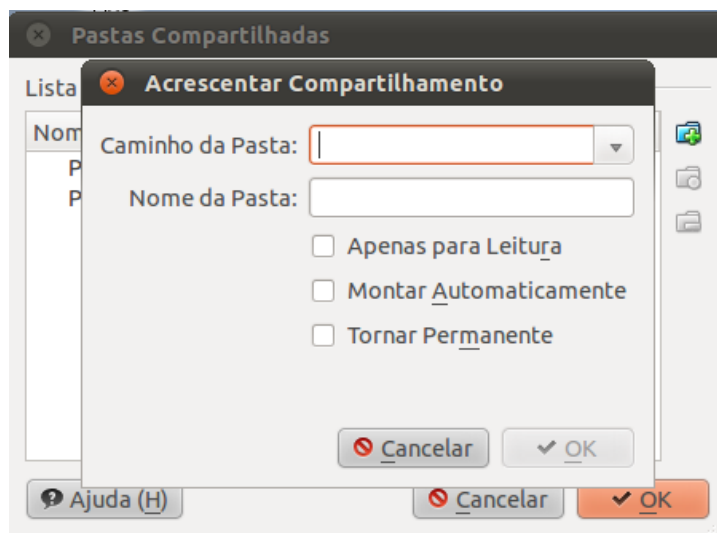 Pastas Compartilhadas
Acrescentar Compartilhamento
Lista
Nom
Caminho da Pasta:
P
P
Nome da Pasta:
Apenas para Leitura
Montar Automaticamente
Tornar Permanente
Cancelar
OK
Ajuda (H)
Cancelar
OK